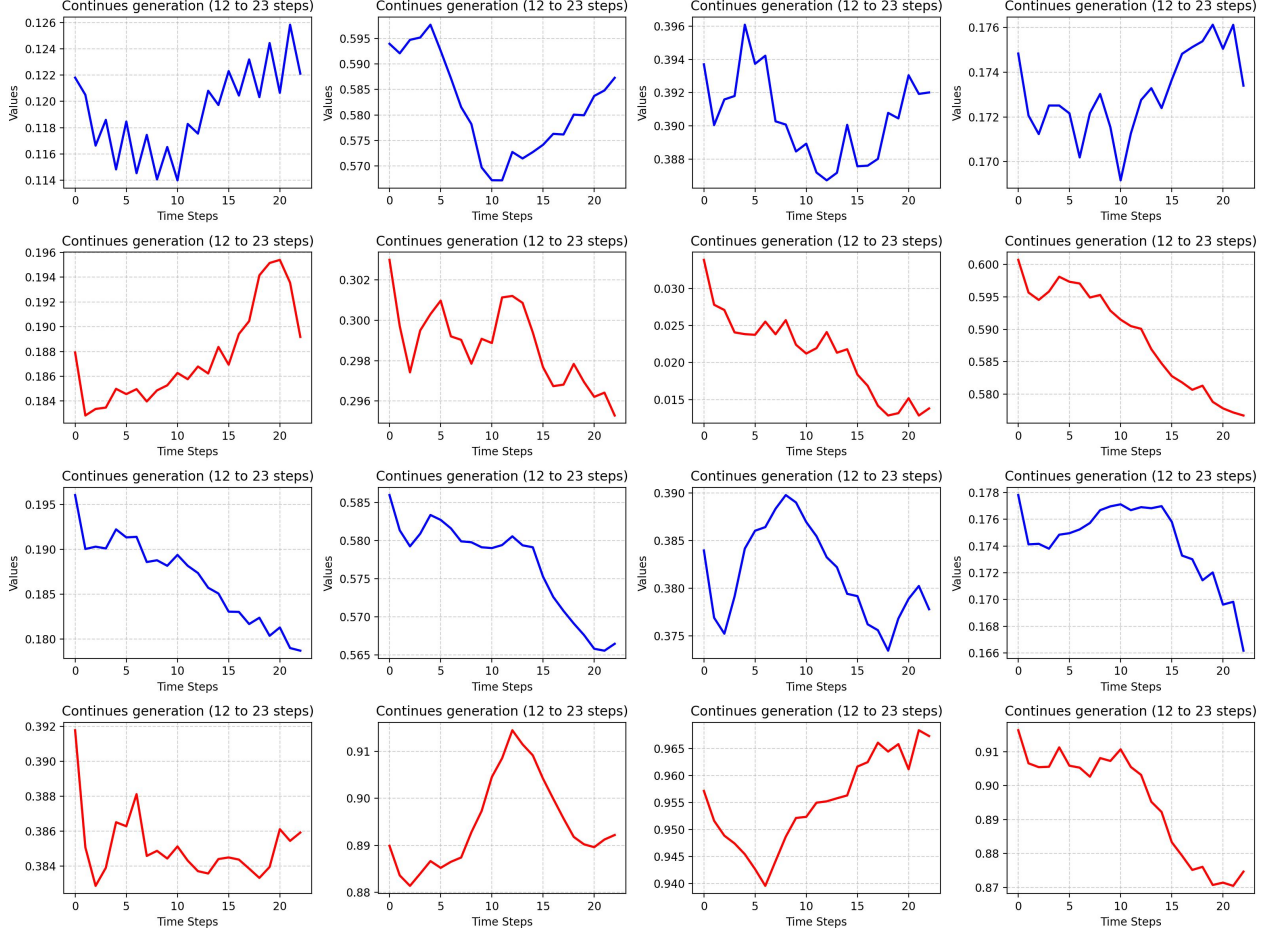 Continues generation (12 to 23 steps) Continues generation (12 to 23 steps) Continues generation (12 to 23 steps) Continues generation (12 to 23 steps)
0.126 0.124 0.122 0.120 0.118 0.116 0.114
Values
0 5 10 15 20
Time Steps
0.595 0.590 0.585 0.580 0.575 0.570
Values
0 5 10 15 20
Time Steps
0.396 0.394 0.392 0.390 0.388
Values
0 5 10 15 20
Time Steps
0.176 0.174 0.172 0.170
Values
0 5 10 15 20
Time Steps
Continues generation (12 to 23 steps) Continues generation (12 to 23 steps) Continues generation (12 to 23 steps) Continues generation (12 to 23 steps)
0.196 0.194 0.192 0.190 0.188 0.186 0.184
0 5 10 15 20
Time Steps
0.302 0.300 0.298 0.296
0 5 10 15 20
Time Steps
0.030 0.025 0.020 0.015
0 5 10 15 20
Time Steps
0.600 0.595 0.590 0.585 0.580
0 5 10 15 20
Time Steps
Continues generation (12 to 23 steps) Continues generation (12 to 23 steps) Continues generation (12 to 23 steps) Continues generation (12 to 23 steps)
0.195 0.190 0.185 0.180
Values
0 5 10 15 20
Time Steps
0.585 0.580 0.575 0.570 0.565
Values
0 5 10 15 20
Time Steps
0.390 0.385 0.380 0.375
Values
0 5 10 15 20
Time Steps
0.178 0.176 0.174 0.172 0.170 0.168 0.166
Values
0 5 10 15 20
Time Steps
Continues generation (12 to 23 steps) Continues generation (12 to 23 steps) Continues generation (12 to 23 steps) Continues generation (12 to 23 steps)
0.392 0.390 0.388 0.386 0.384
0 5 10 15 20
Time Steps
0.91 0.90 0.89 0.88
0 5 10 15 20
Time Steps
0.965 0.960 0.955 0.950 0.945 0.940
0 5 10 15 20
Time Steps
0.91 0.90 0.89 0.88 0.87
0 5 10 15 20
Time Steps